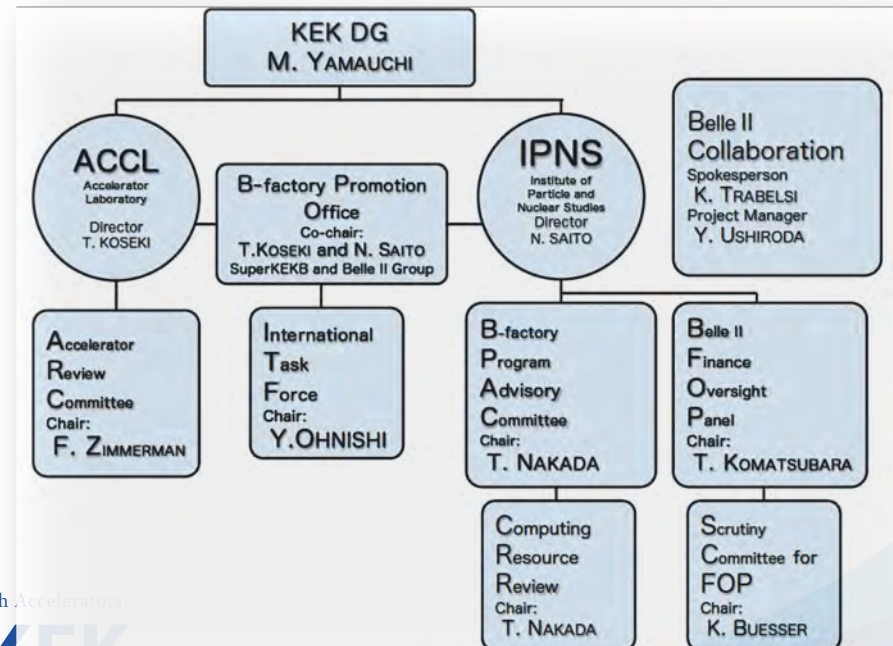 KEK DG
M. YAMAUCHI
ACCL
Accelerator
Laboratory
Director
T. KOSEKI
B-factory Promotion
Office
Co-chair:
T.KOSEKI and N. SAITO
SuperKEKB and Belle II Group
IPNS
Institute of
Particle and
Nuclear Studies
Director
N. SAITO
Belle II
Collaboration
Spokesperson
K. TRABELSI
Project Manager
Y. USHIRODA
Accelerator
Review
Committee
Chair:
F. ZIMMERMAN
International
Task
Force
Chair:
Y.OHNISHI
B-factory
Program
Advisory
Committee
Chair:
T. NAKADA
Belle II
Finance
Oversight
Panel
Chair:
T. KOMATSUBARA
Computing
Resource
Review
Chair:
T. NAKADA
Scrutiny
Committee for
FOP
Chair:
K. BUESSER
h Accelerators.
KEK